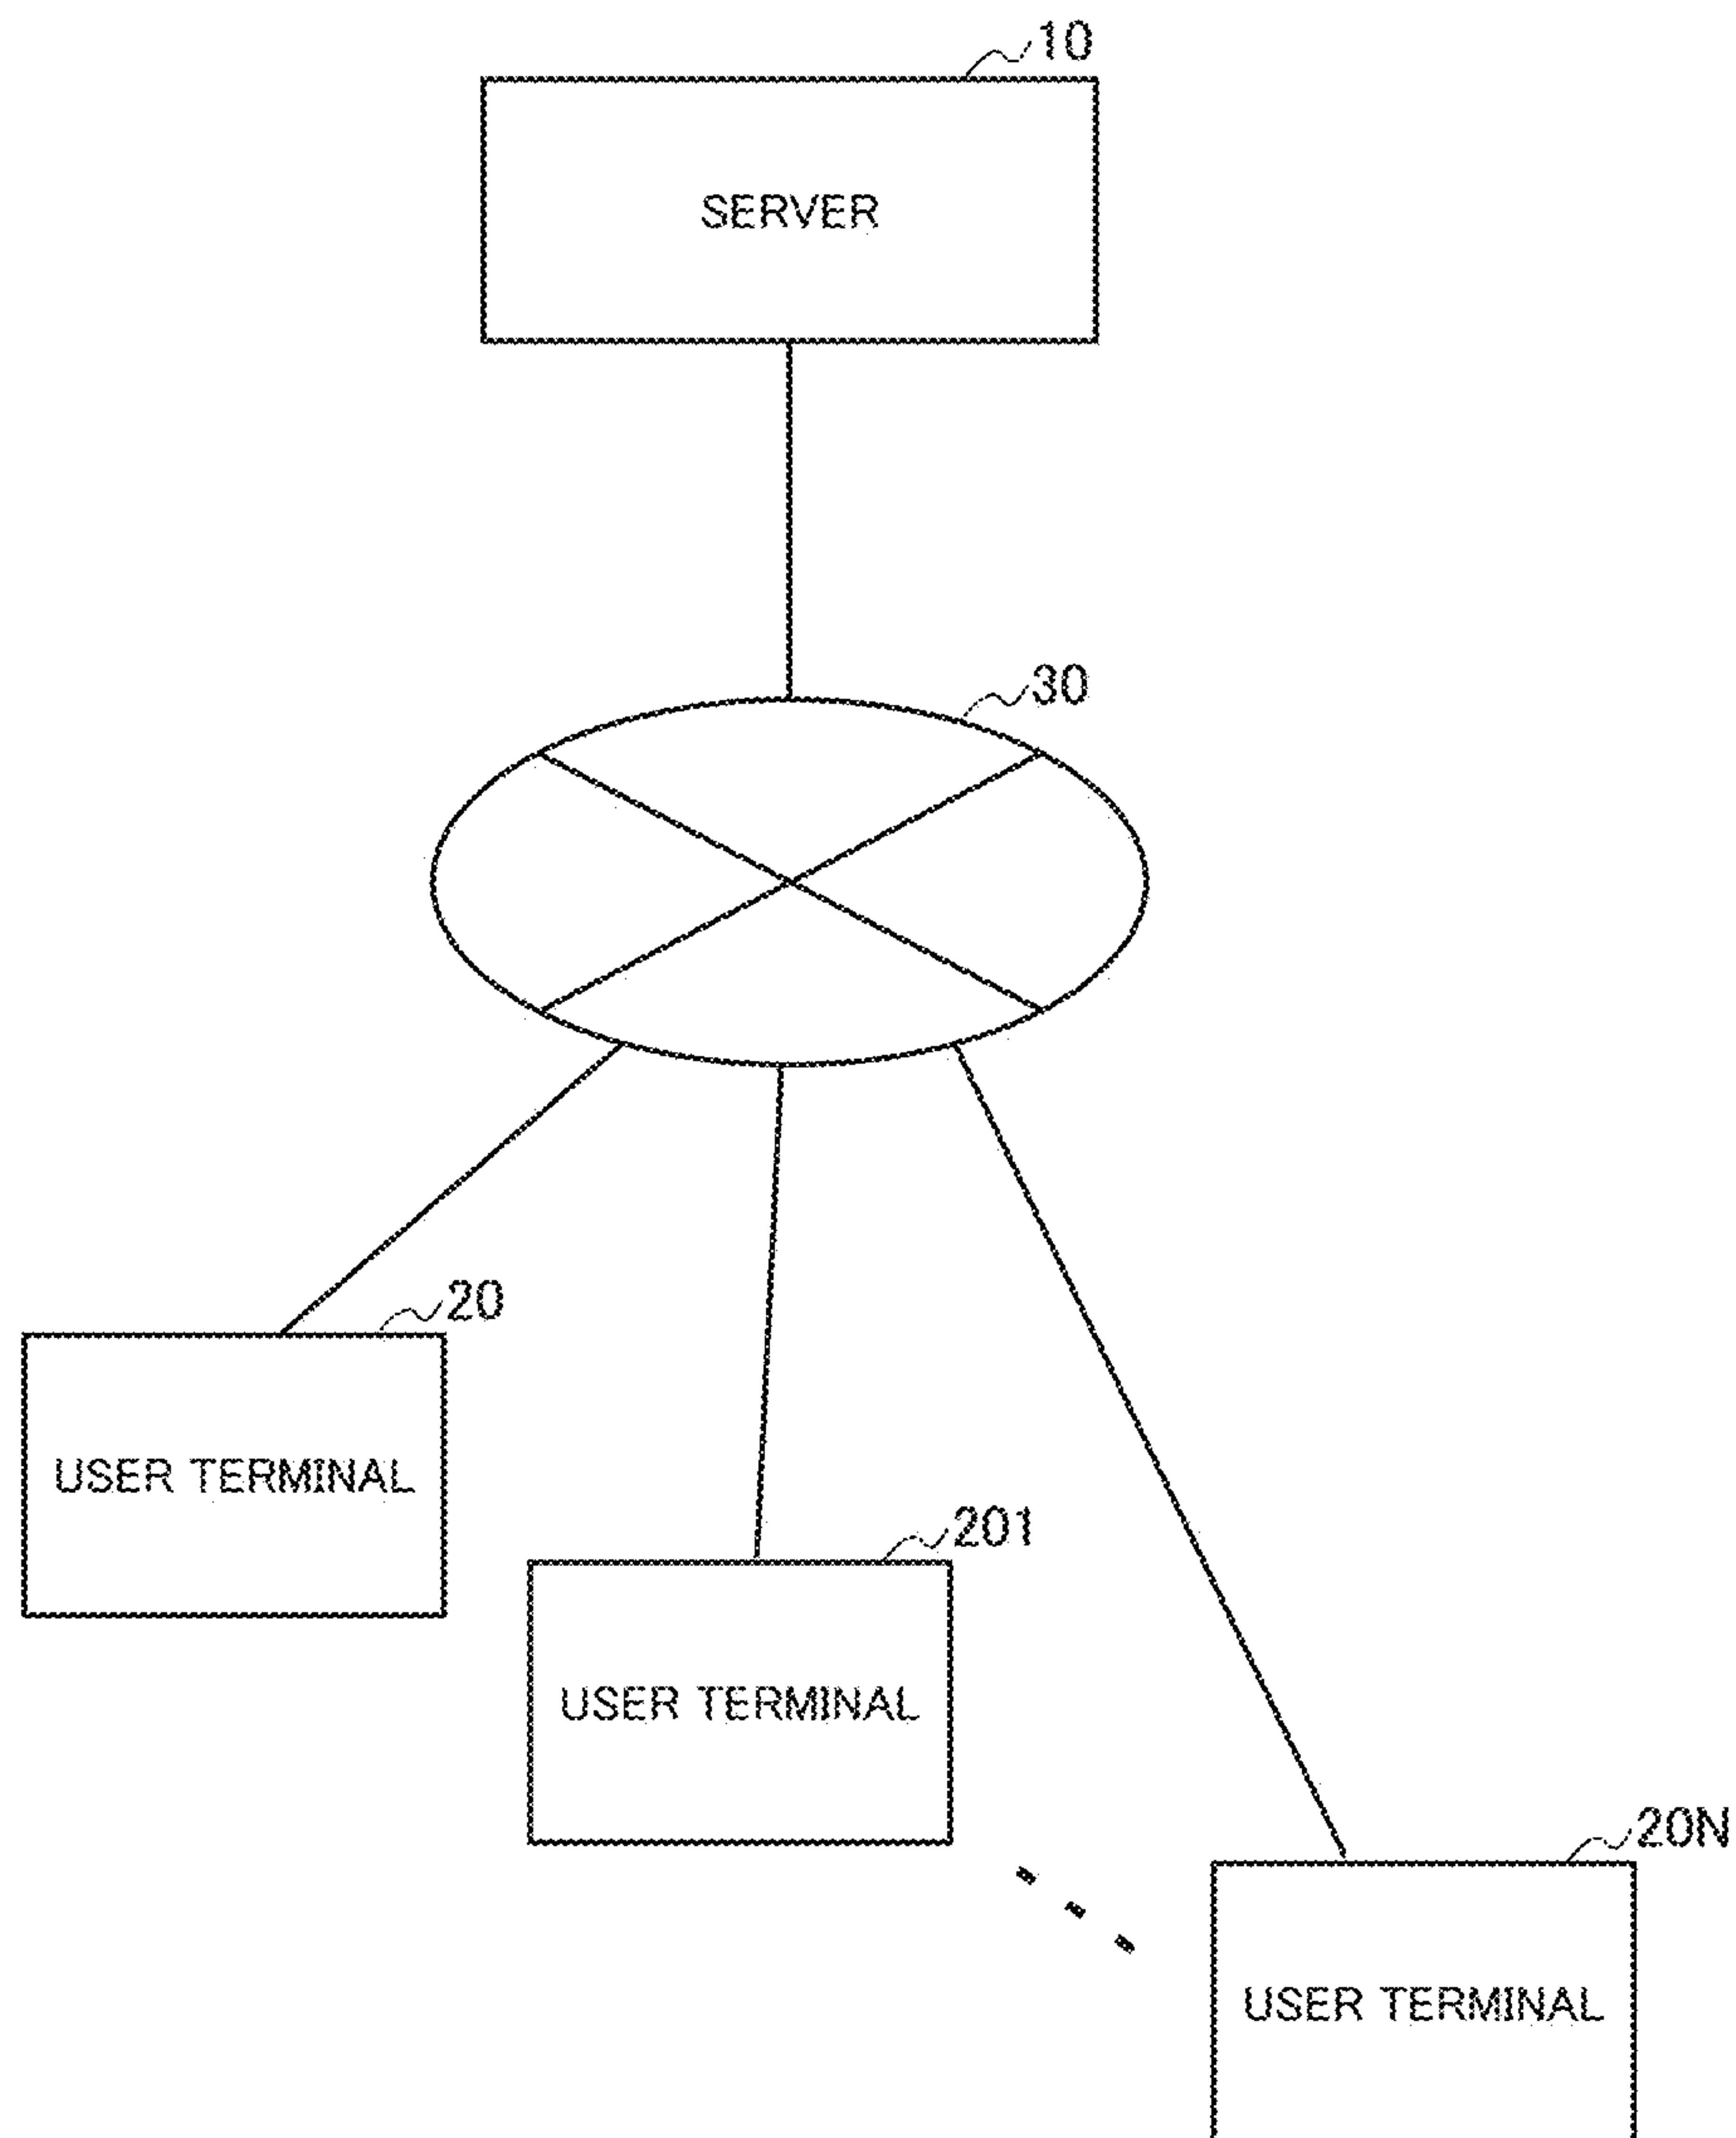 10
SERVER
30
20
USER TERMINAL
201
USER TERMINAL
20N
USER TERMINAL